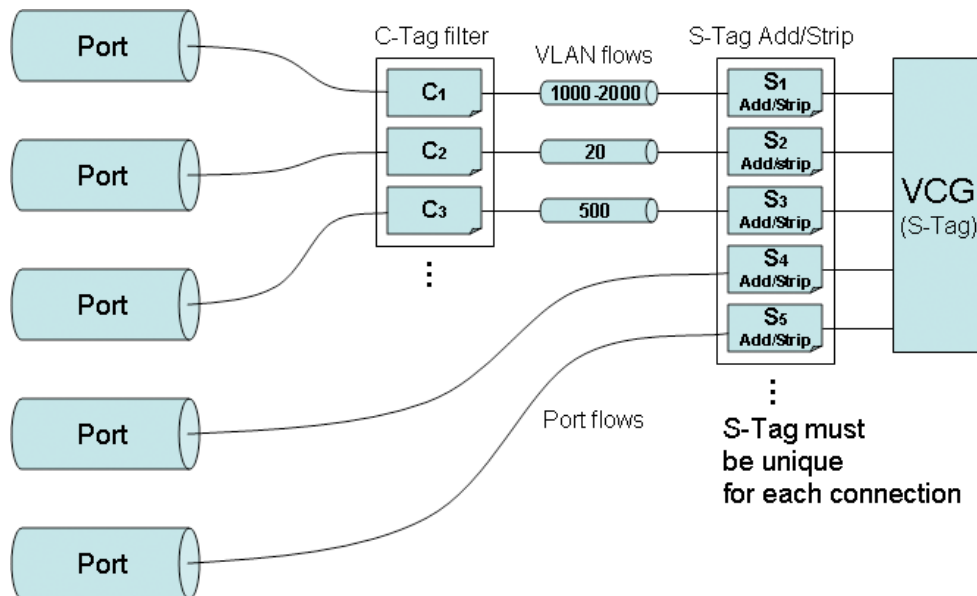 Port
Port
Port
Port
Port
C-Tag filter
C1
C2
C3
⋮
VLAN flows
1000-2000
20
500
Port flows
S-Tag Add/Strip
S1
Add/Strip
S2
Add/strip
S3
Add/Strip
S4
Add/Strip
S5
Add/Strip
⋮
S-Tag must
be unique
for each connection
VCG
(S-Tag)